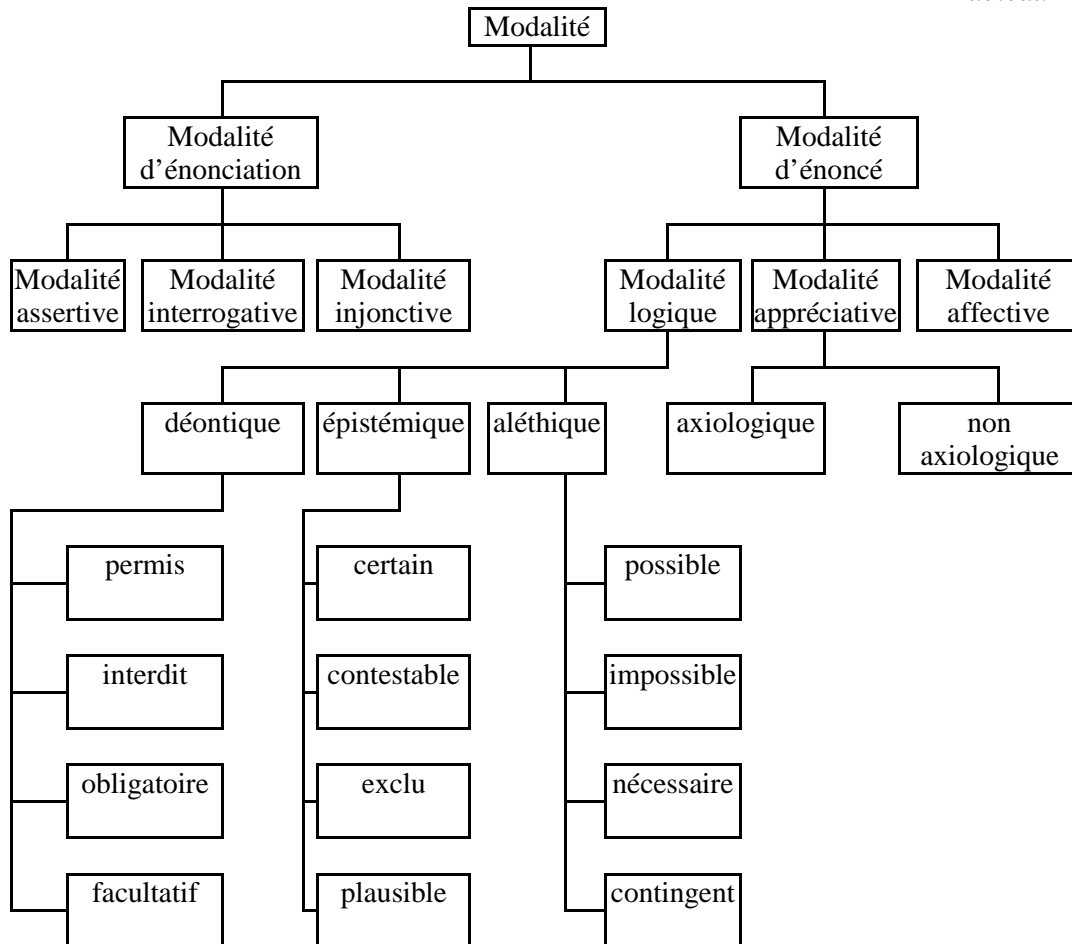 Modalité
Modalité
d'énonciation
Modalité
d'énoncé
Modalité
assertive
Modalité
interrogative
Modalité
injonctive
Modalité
logique
Modalité
appréciative
Modalité
affective
déontique
épistémique
aléthique
axiologique
non
axiologique
permis
certain
possible
interdit
contestable
impossible
obligatoire
exclu
nécessaire
facultatif
plausible
contingent